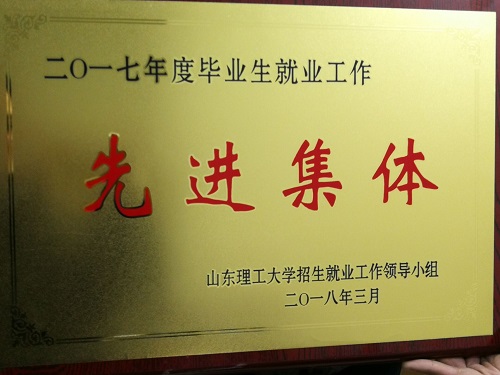 二〇一七年度毕业生就业工作
先进集体
山东理工大学招生就业工作领导小组
二〇一八年三月